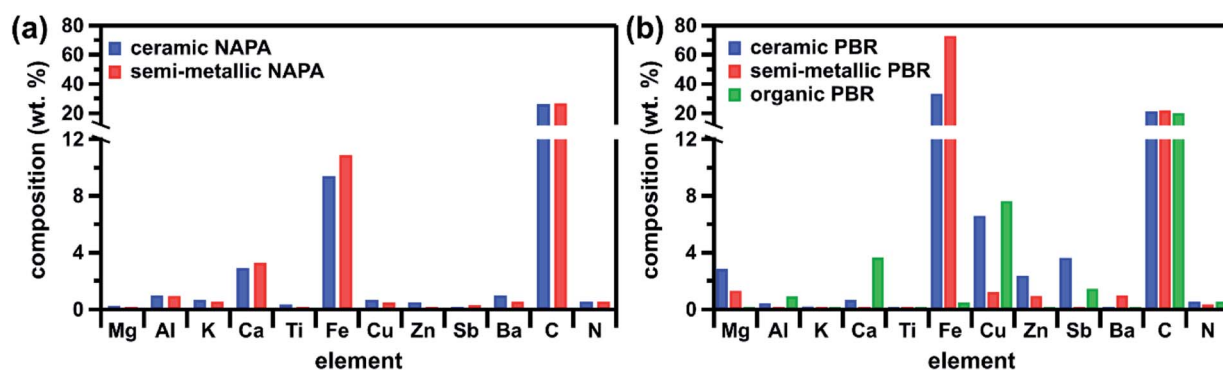 (a)
composition (wt. %)
80
60
40
20
12
8
4
0
ceramic NAPA
semi-metallic NAPA
Mg Al K Ca Ti Fe Cu Zn Sb Ba C N
element
(b)
composition (wt. %)
80
60
40
20
12
8
4
0
ceramic PBR
semi-metallic PBR
organic PBR
Mg Al K Ca Ti Fe Cu Zn Sb Ba C N
element